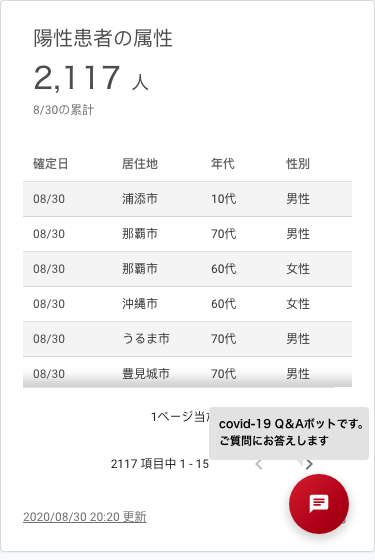 陽性患者の属性
2,117 人
8/30の累計
確定日 居住地 年代 性別
08/30 浦添市 10代 男性
08/30 那覇市 70代 男性
08/30 那覇市 60代 女性
08/30 沖縄市 60代 女性
08/30 うるま市 70代 男性
08/30 豊見城市 70代 男性
1ページ当
covid-19 Q&Aボットです。
ご質問にお答えします
2117 項目中 1 - 15
2020/08/30 20:20 更新